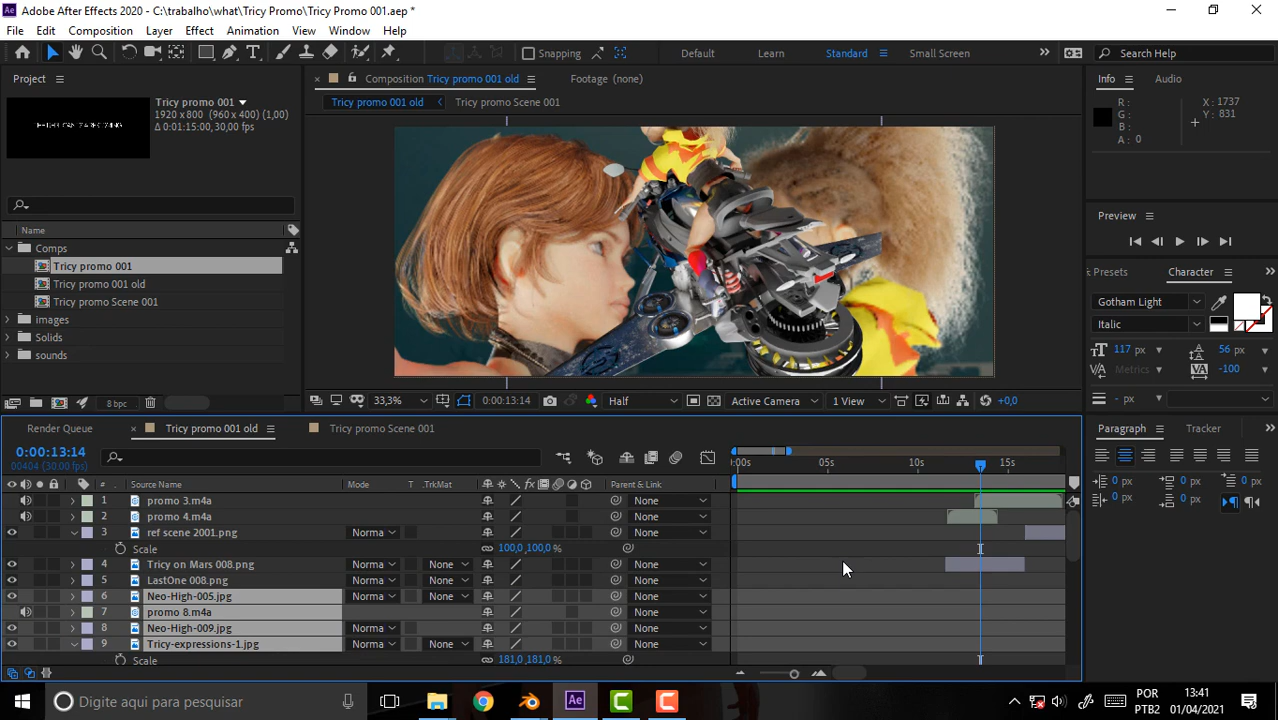 Adobe After Effects 2020 - C:\trabalho\what\Tricy Promo\Tricy Promo 001.aep *
File Edit Composition Layer Effect Animation View Window Help
Snapping Default Learn Standard Small Screen Search Help
Project
Composition Tricy promo 001 old
Footage (none)
Info
Audio
Tricy promo 001
1920 x 800 (960 x 400) (1,00)
Δ 0:01:15:00, 30,00 fps
Tricy promo 001 old
Tricy promo Scene 001
R :
G :
B :
A : 0
X : 1737
Y : 831
Name
Comps
Tricy promo 001
Tricy promo 001 old
Tricy promo Scene 001
images
Solids
sounds
Preview
Presets
Character
Gotham Light
Italic
117 px
56 px
Metrics
-100
- px
8 bpc
33,3%
0:00:13:14
Half
Active Camera
1 View
+0,0
Render Queue
Tricy promo 001 old
Tricy promo Scene 001
Paragraph
Tracker
0:00:13:14
00404 (30.00 fps)
:00s 05s 10s 15s
# Source Name Mode T .TrkMat Parent & Link
0 px 0 px 0 px
0 px 0 px
1 promo 3.m4a None
2 promo 4.m4a None
3 ref scene 2001.png Norma None
Scale 100,0,100,0 %
4 Tricy on Mars 008.png Norma None None
5 LastOne 008.png Norma None None
6 Neo-High-005.jpg Norma None None
7 promo 8.m4a None
8 Neo-High-009.jpg Norma None
9 Tricy-expressions-1.jpg Norma None None
Scale 181,0,181,0 %
Digite aqui para pesquisar
POR
PTB2
13:41
01/04/2021